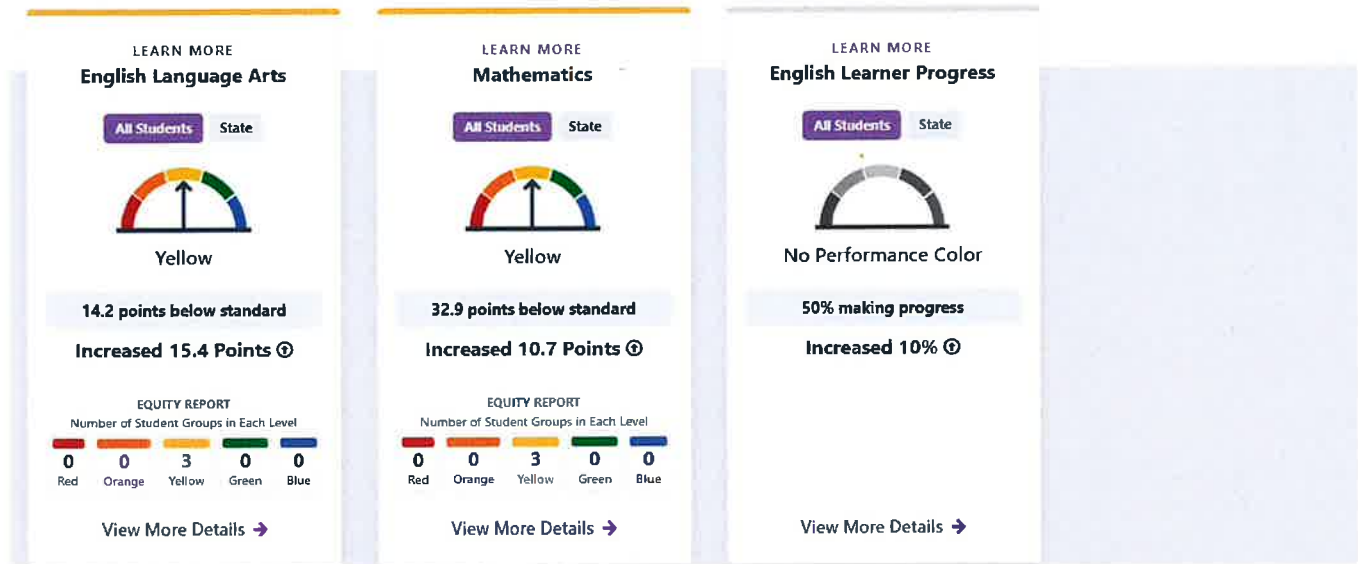 LEARN MORE
English Language Arts
All Students State
Yellow
14.2 points below standard
Increased 15.4 Points
EQUITY REPORT
Number of Student Groups in Each Level
0 0 3 0 0
Red Orange Yellow Green Blue
View More Details →
LEARN MORE
Mathematics
All Students State
Yellow
32.9 points below standard
Increased 10.7 Points
EQUITY REPORT
Number of Student Groups in Each Level
0 0 3 0 0
Red Orange Yellow Green Blue
View More Details →
LEARN MORE
English Learner Progress
All Students State
No Performance Color
50% making progress
Increased 10%
View More Details →